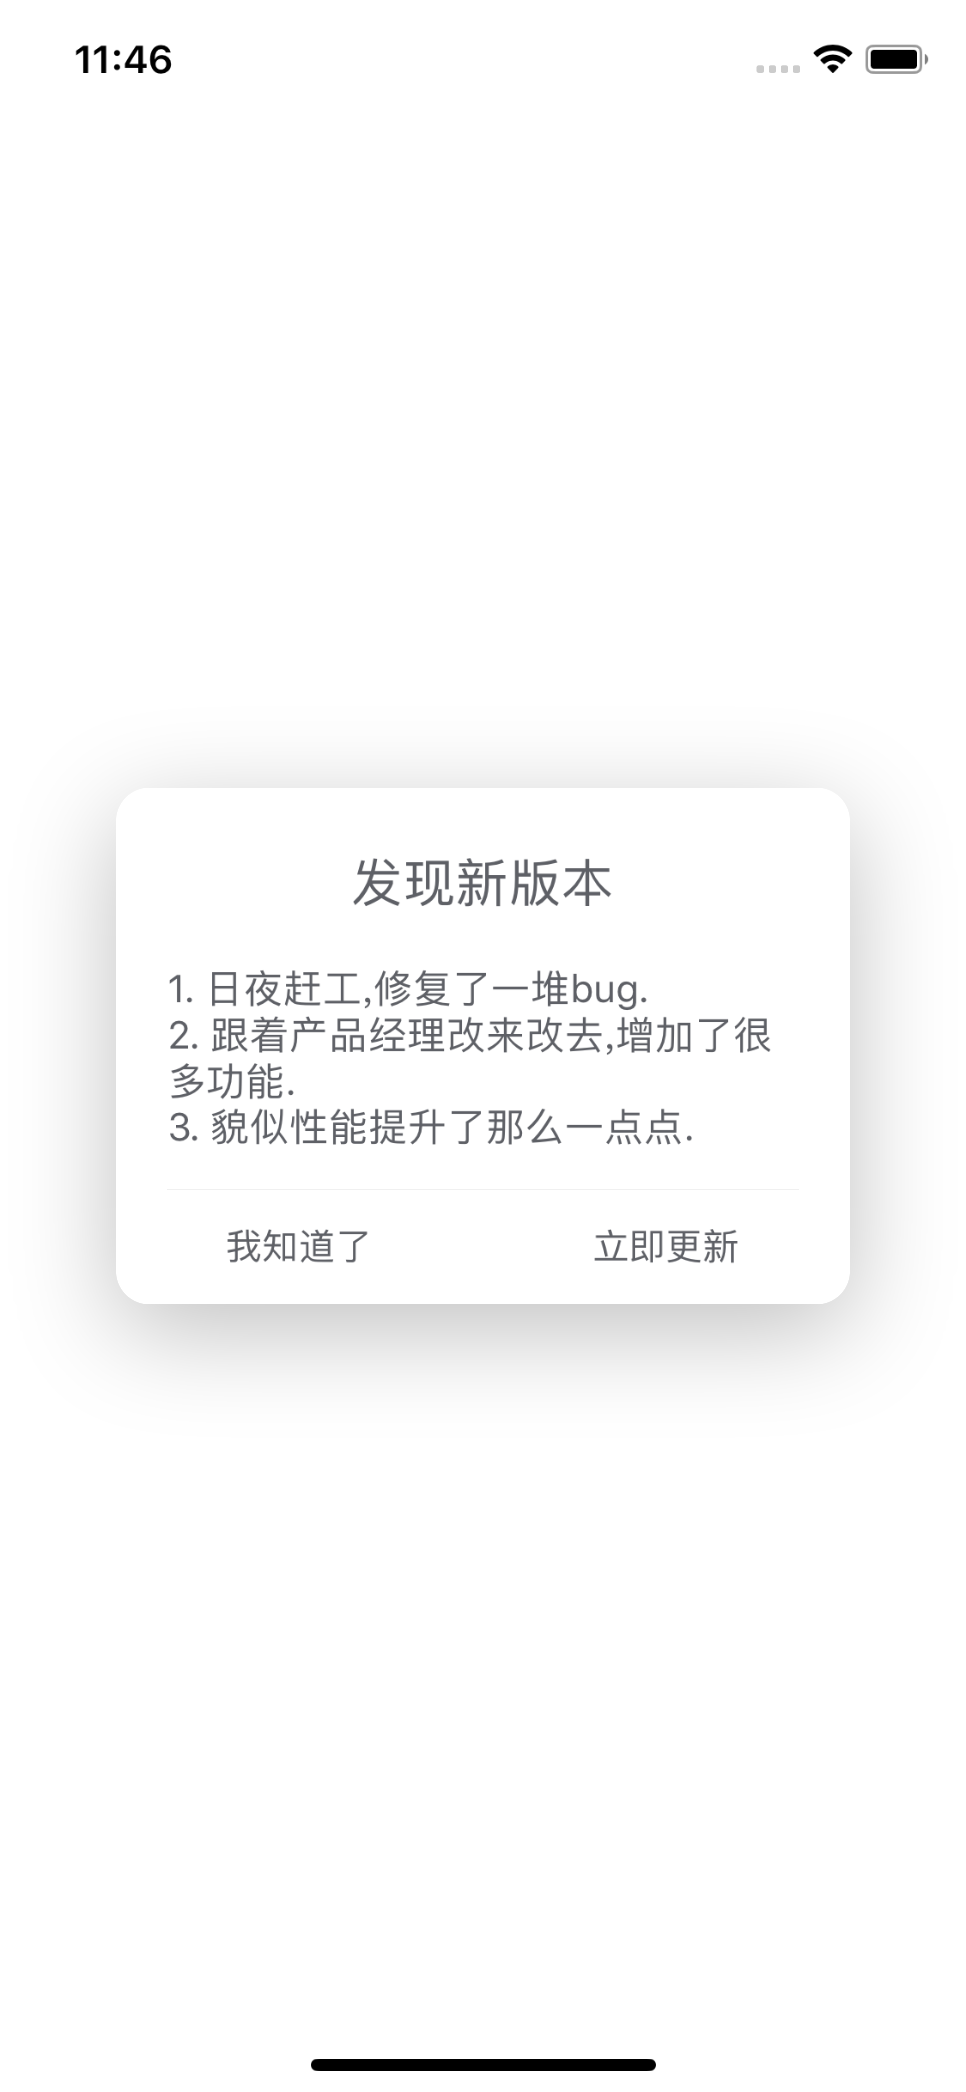 11:46
发现新版本
1. 日夜赶工,修复了一堆bug.
2. 跟着产品经理改来改去,增加了很
多功能.
3. 貌似性能提升了那么一点点.
我知道了
立即更新